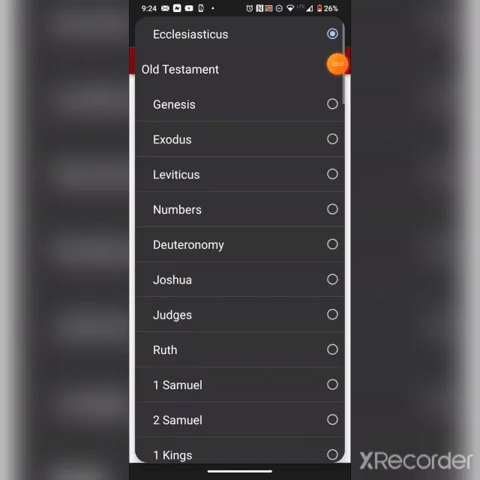 9:24 LTE 26%
Ecclesiasticus
Old Testament
Genesis
Exodus
Leviticus
Numbers
Deuteronomy
Joshua
Judges
Ruth
1 Samuel
2 Samuel
1 Kings
XRecorder